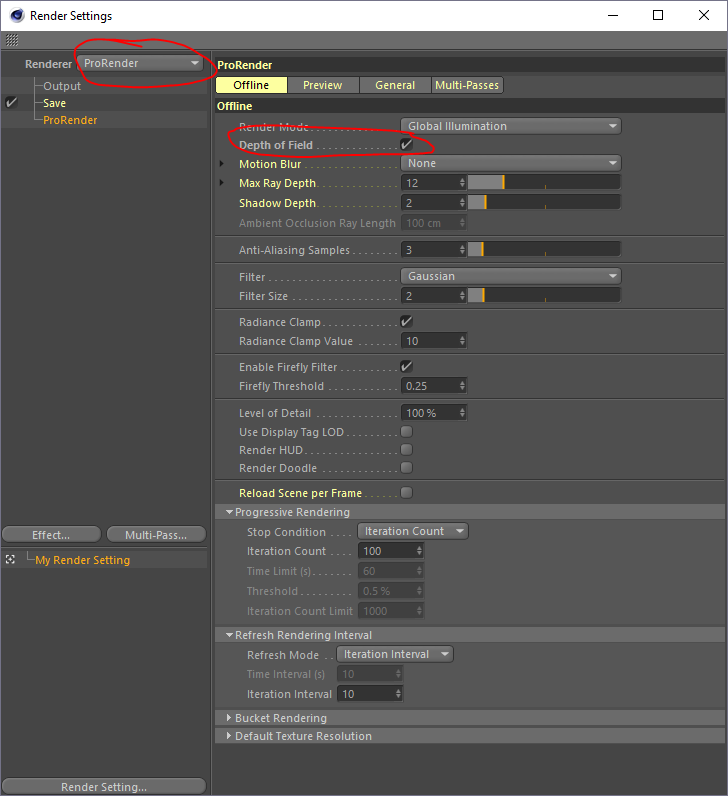 Render Settings
Renderer ProRender
Output
Save
ProRender
Effect... Multi-Pass...
My Render Setting
Render Setting...
ProRender
Offline Preview General Multi-Passes
Offline
Render Mode Global Illumination
Depth of Field
Motion Blur None
Max Ray Depth 12
Shadow Depth 2
Ambient Occlusion Ray Length 100 cm
Anti-Aliasing Samples 3
Filter Gaussian
Filter Size 2
Radiance Clamp
Radiance Clamp Value 10
Enable Firefly Filter
Firefly Threshold 0.25
Level of Detail 100 %
Use Display Tag LOD
Render HUD
Render Doodle
Reload Scene per Frame
Progressive Rendering
Stop Condition Iteration Count
Iteration Count 100
Time Limit (s) 60
Threshold 0.5 %
Iteration Count Limit 1000
Refresh Rendering Interval
Refresh Mode Iteration Interval
Time Interval (s) 10
Iteration Interval 10
Bucket Rendering
Default Texture Resolution